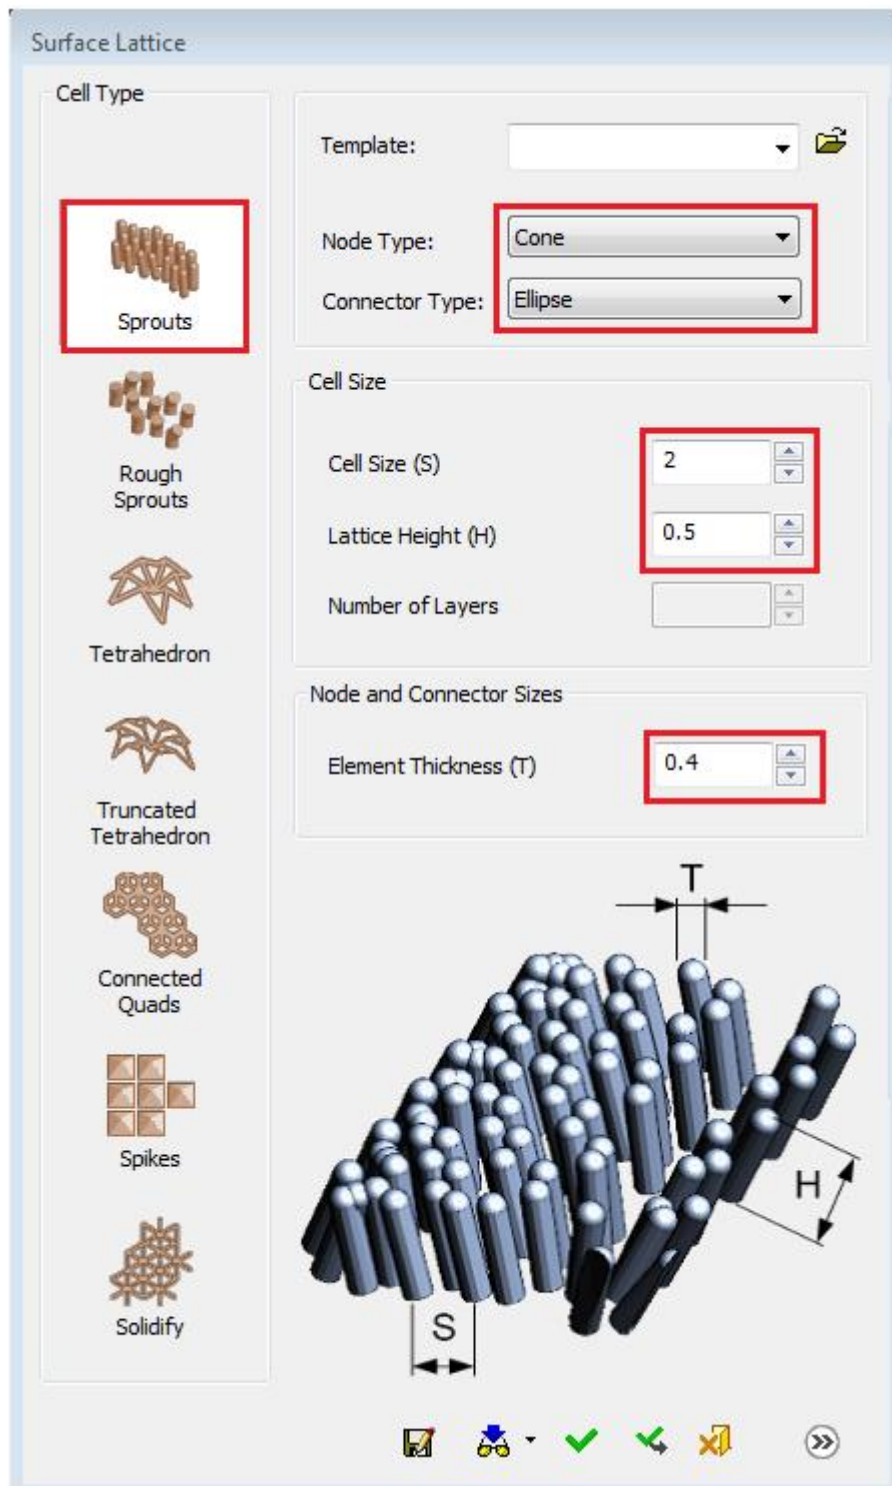 Surface Lattice
Cell Type
Sprouts
Rough
Sprouts
Tetrahedron
Truncated
Tetrahedron
Connected
Quads
Spikes
Solidify
Template:
Node Type:
Cone
Connector Type:
Ellipse
Cell Size
Cell Size (S)
2
Lattice Height (H)
0.5
Number of Layers
Node and Connector Sizes
Element Thickness (T)
0.4
T
H
S